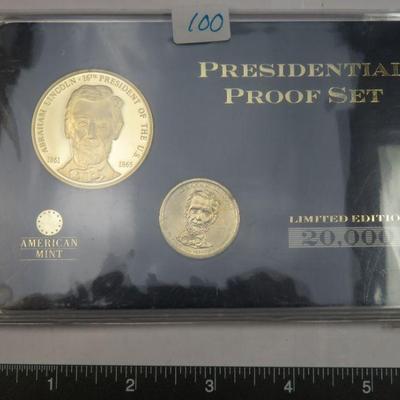 100
PRESIDENTIAL
PROOF SET
ABRAHAM LINCOLN · 16TH PRESIDENT OF THE U.S.
1861
1865
AMERICAN
MINT
LIMITED EDITION
20,000
1
2
3
4
5